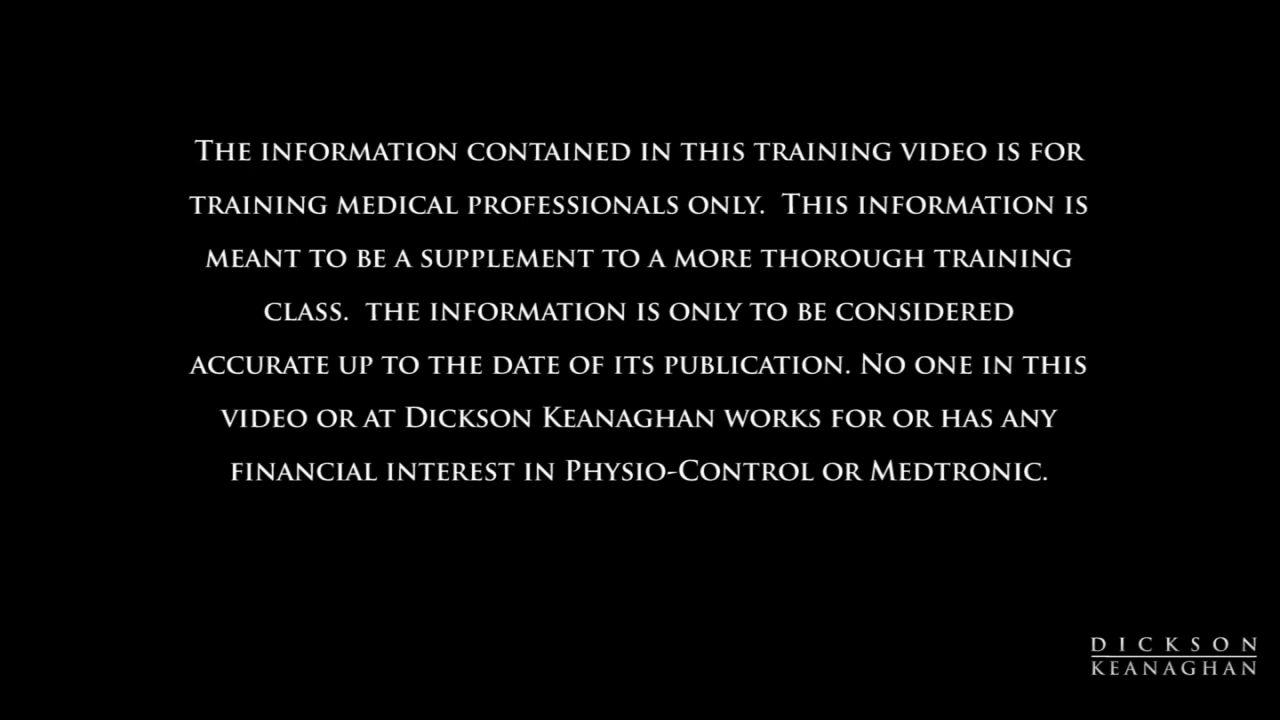 The information contained in this training video is for
training medical professionals only.  This information is
meant to be a supplement to a more thorough training
class.  the information is only to be considered
accurate up to the date of its publication. No one in this
video or at Dickson Keanaghan works for or has any
financial interest in Physio-Control or Medtronic.
DICKSON
KEANAGHAN